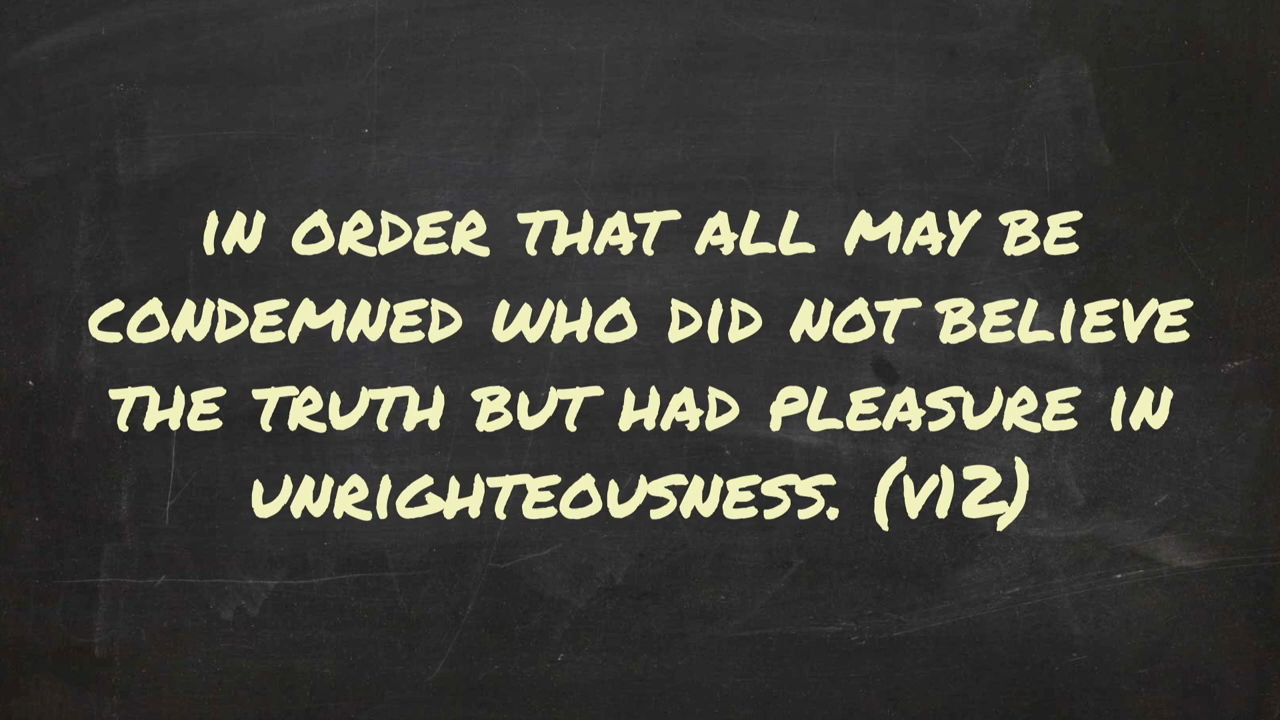 IN ORDER THAT ALL MAY BE
CONDEMNED WHO DID NOT BELIEVE
THE TRUTH BUT HAD PLEASURE IN
UNRIGHTEOUSNESS. (V12)